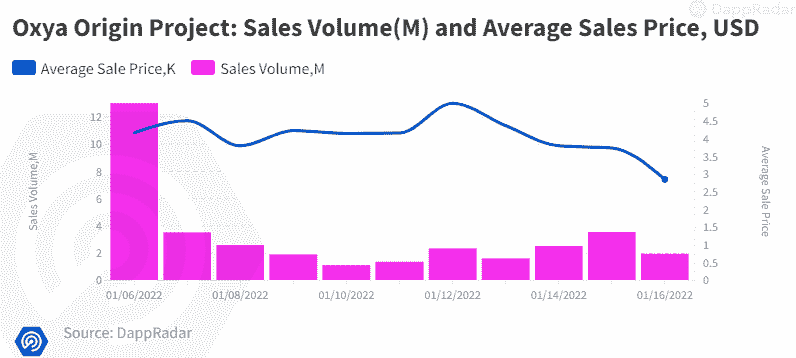 DappRadar
Oxya Origin Project: Sales Volume(M) and Average Sales Price, USD
Average Sale Price,K Sales Volume,M
Sales Volume,M
12
10
8
6
4
2
0
5
4.5
4
3.5
3
2.5
2
1.5
1
0.5
0
Average Sale Price
01/06/2022 01/08/2022 01/10/2022 01/12/2022 01/14/2022 01/16/2022
Source: DappRadar